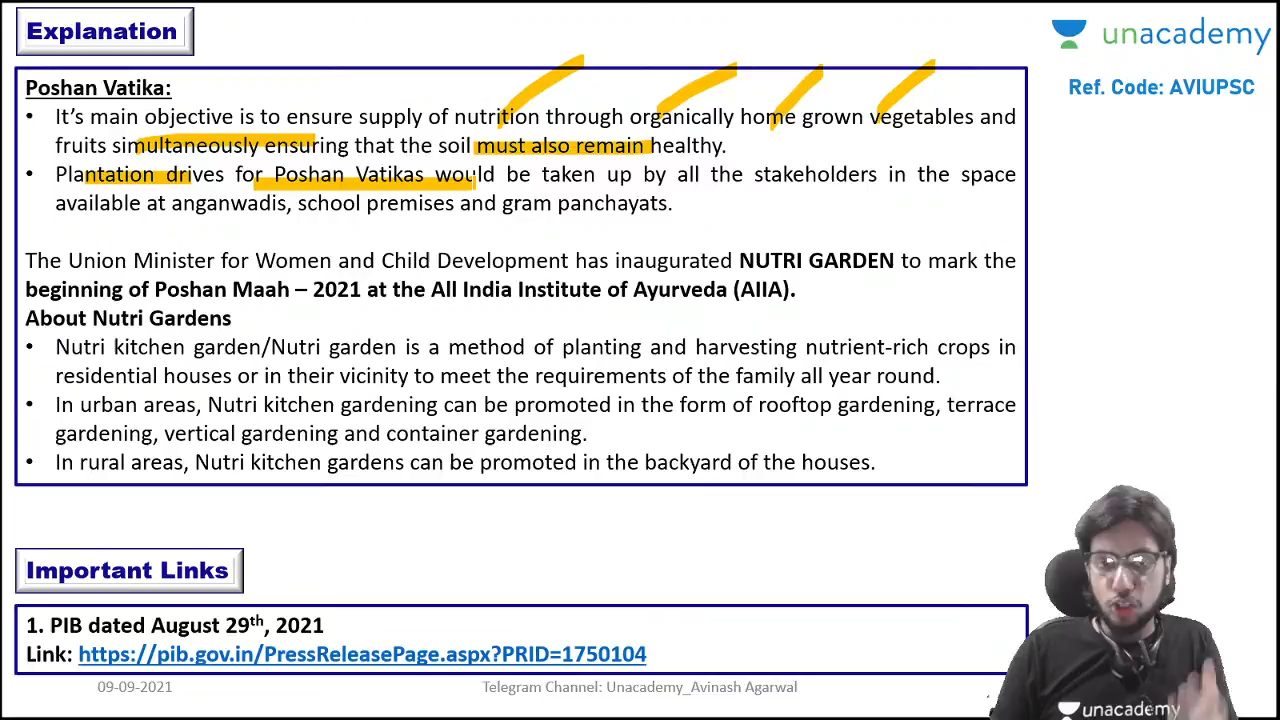 Explanation
unacademy
Ref. Code: AVIUPSC
Poshan Vatika:
• It's main objective is to ensure supply of nutrition through organically home grown vegetables and
fruits simultaneously ensuring that the soil must also remain healthy.
• Plantation drives for Poshan Vatikas would be taken up by all the stakeholders in the space
available at anganwadis, school premises and gram panchayats.
The Union Minister for Women and Child Development has inaugurated NUTRI GARDEN to mark the
beginning of Poshan Maah – 2021 at the All India Institute of Ayurveda (AIIA).
About Nutri Gardens
• Nutri kitchen garden/Nutri garden is a method of planting and harvesting nutrient-rich crops in
residential houses or in their vicinity to meet the requirements of the family all year round.
• In urban areas, Nutri kitchen gardening can be promoted in the form of rooftop gardening, terrace
gardening, vertical gardening and container gardening.
• In rural areas, Nutri kitchen gardens can be promoted in the backyard of the houses.
Important Links
1. PIB dated August 29th, 2021
Link: https://pib.gov.in/PressReleasePage.aspx?PRID=1750104
09-09-2021
Telegram Channel: Unacademy_Avinash Agarwal
unacademy